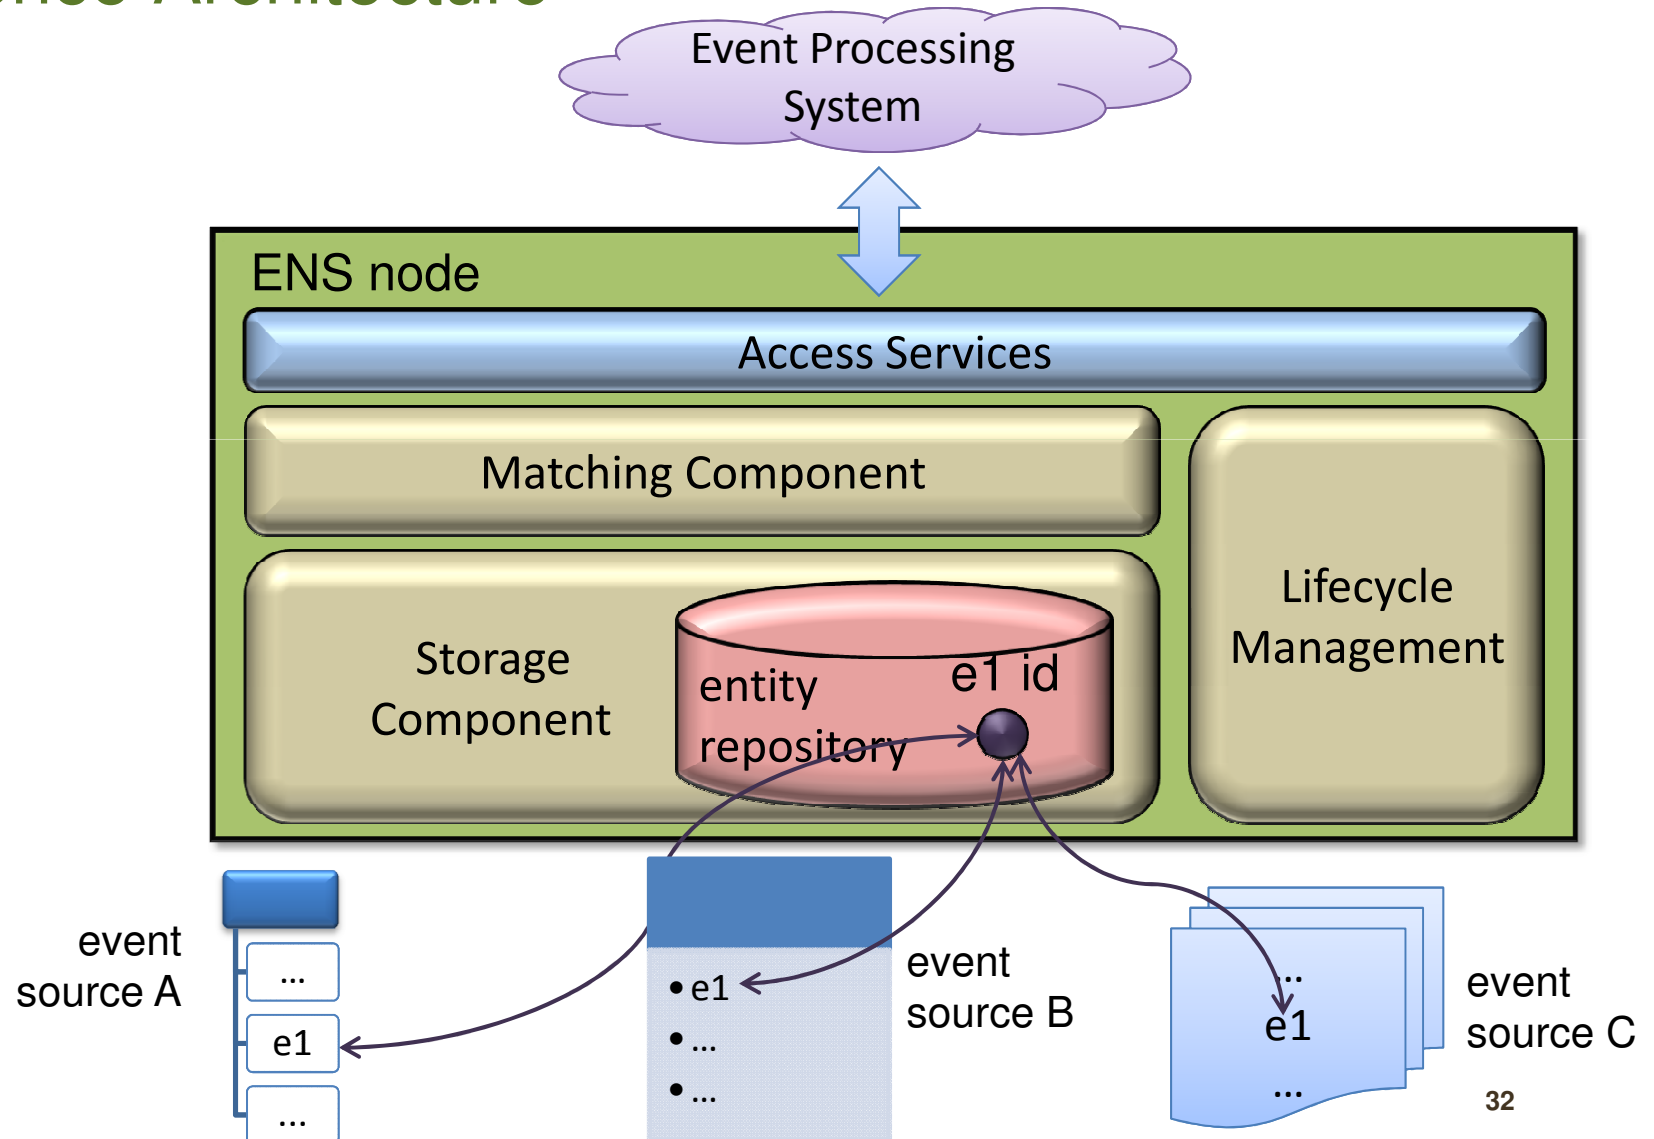 Architecture
Event Processing
System
ENS node
Access Services
Matching Component
Lifecycle
Management
Storage
Component
entity
repository
e1 id
event
source A
...
e1
...
• e1
• ...
• ...
event
source B
...
e1
...
event
source C
32